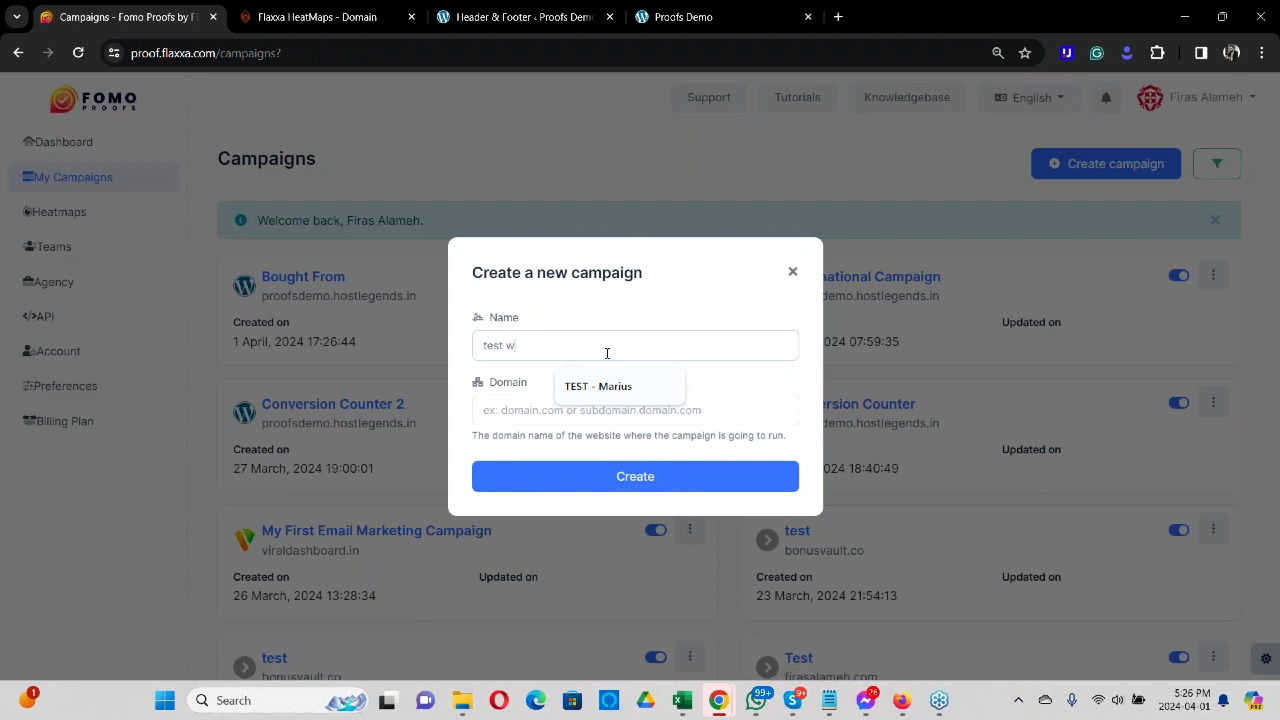 Campaigns - Fomo Proofs by F
Flaxxa HeatMaps - Domain
Header & Footer ‹ Proofs Demo
Proofs Demo
proof.flaxxa.com/campaigns?
FOMO
PROOFS
Support
Tutorials
Knowledgebase
English
Firas Alameh
Dashboard
My Campaigns
Heatmaps
Teams
Agency
API
Account
Preferences
Billing Plan
Campaigns
Create campaign
Welcome back, Firas Alameh.
Create a new campaign
Name
test w
TEST - Marius
Domain
ex: domain.com or subdomain.domain.com
The domain name of the website where the campaign is going to run.
Create
Bought From
proofsdemo.hostlegends.in
Created on
1 April, 2024 17:26:44
national Campaign
ofsdemo.hostlegends.in
Updated on
07:59:35
Conversion Counter 2
proofsdemo.hostlegends.in
Created on
27 March, 2024 19:00:01
ersion Counter
ofsdemo.hostlegends.in
Updated on
18:40:49
My First Email Marketing Campaign
viraldashboard.in
Created on
Updated on
26 March, 2024 13:28:34
test
bonusvault.co
Created on
Updated on
23 March, 2024 21:54:13
test
bonusvault.co
Test
firasalameh.com
1
Search
99+
9+
26
5:26 PM
2024-04-01